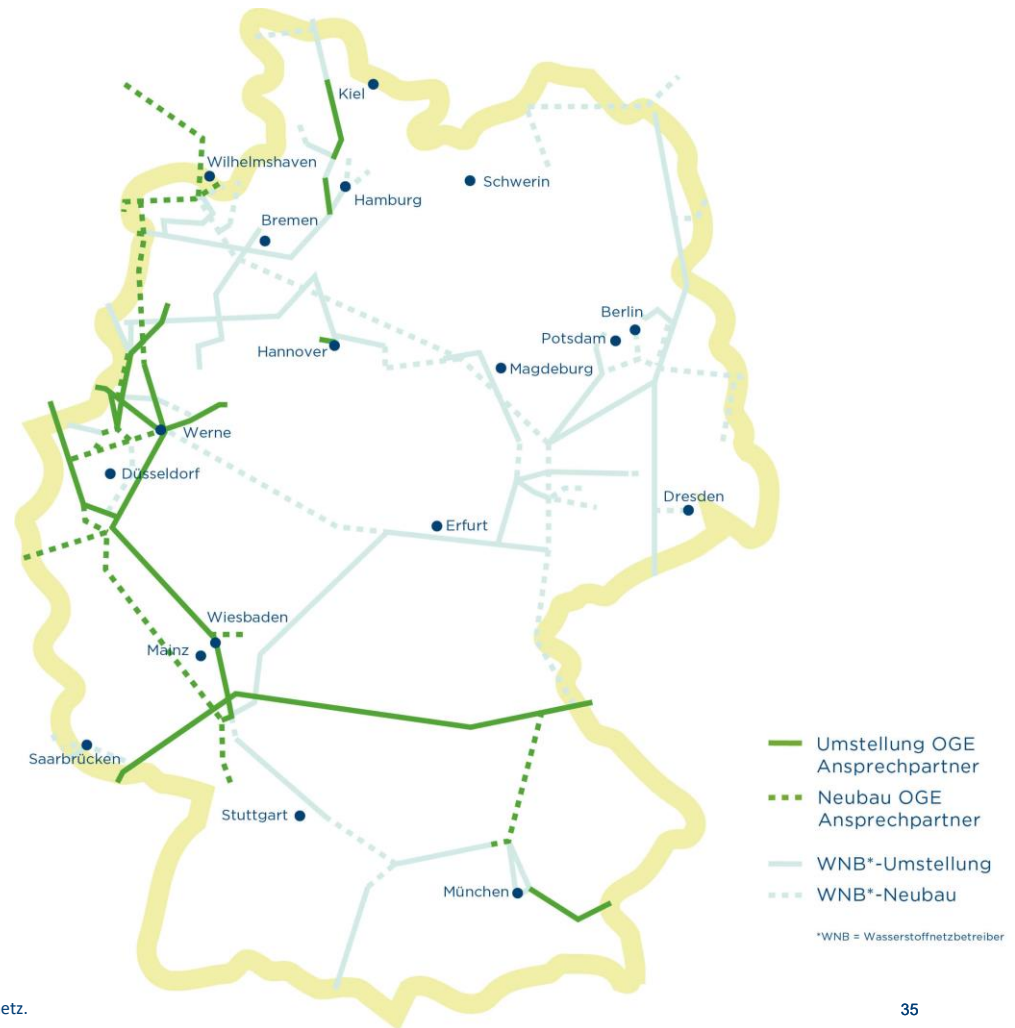 Kiel
Wilhelmshaven
Schwerin
Hamburg
Bremen
Berlin
Potsdam
Hannover
Magdeburg
Werne
Düsseldorf
Dresden
Erfurt
Wiesbaden
Mainz
Saarbrücken
Stuttgart
München
Umstellung OGE
Ansprechpartner
Neubau OGE
Ansprechpartner
WNB*-Umstellung
WNB*-Neubau
*WNB = Wasserstoffnetzbetreiber
etz.
35